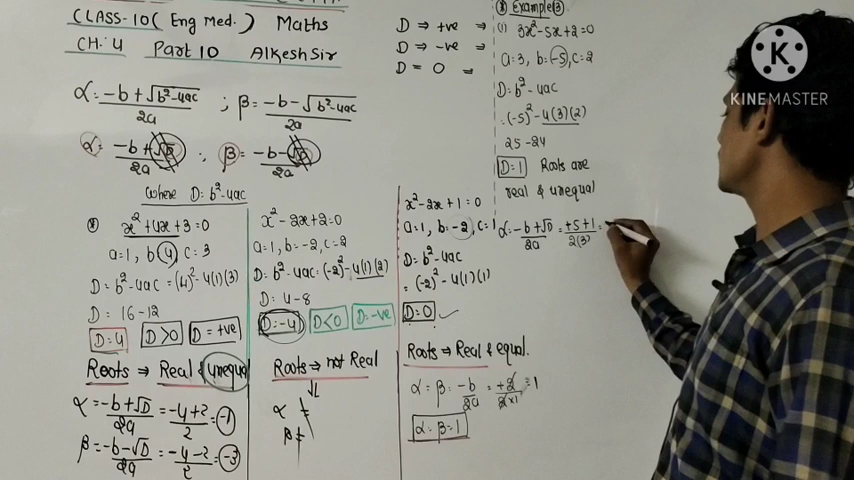 CLASS-10 (Eng Med.) Maths
CH: 4 Part 10 Alkesh Sir
α = -b + √b²-4ac / 2a ; β = -b - √b²-4ac / 2a
α = -b + √D / 2a , β = -b - √D / 2a
where D = b²-4ac
x² + 4x + 3 = 0
a = 1, b = 4, c = 3
D = b²-4ac = (4)² - 4(1)(3)
D = 16 - 12
D = 4 D > 0 D = +ve
Roots ⇒ Real & unequal
α = -b + √D / 2a = -4 + 2 / 2 = -1
β = -b - √D / 2a = -4 - 2 / 2 = -3
x² - 2x + 2 = 0
a = 1, b = -2, c = 2
D = b²-4ac = (-2)² - 4(1)(2)
D = 4 - 8
D = -4 D < 0 D = -ve
Roots ⇒ not Real
α ≠
β ≠
x² - 2x + 1 = 0
a = 1, b = -2, c = 1
D = b² - 4ac
= (-2)² - 4(1)(1)
D = 0 ✓
Roots ⇒ Real & equal.
α = β = -b / 2a = +2 / 2×1 = 1
α = β = 1
D ⇒ +ve ⇒
D ⇒ -ve ⇒
D = 0 ⇒
Example (3)
(1) 3x² - 5x + 2 = 0
a = 3, b = -5, c = 2
D = b² - 4ac
= (-5)² - 4(3)(2)
25 - 24
D = 1 Roots are
real & unequal
α = -b + √D / 2a = +5 + 1 / 2(3) =
KINEMASTER